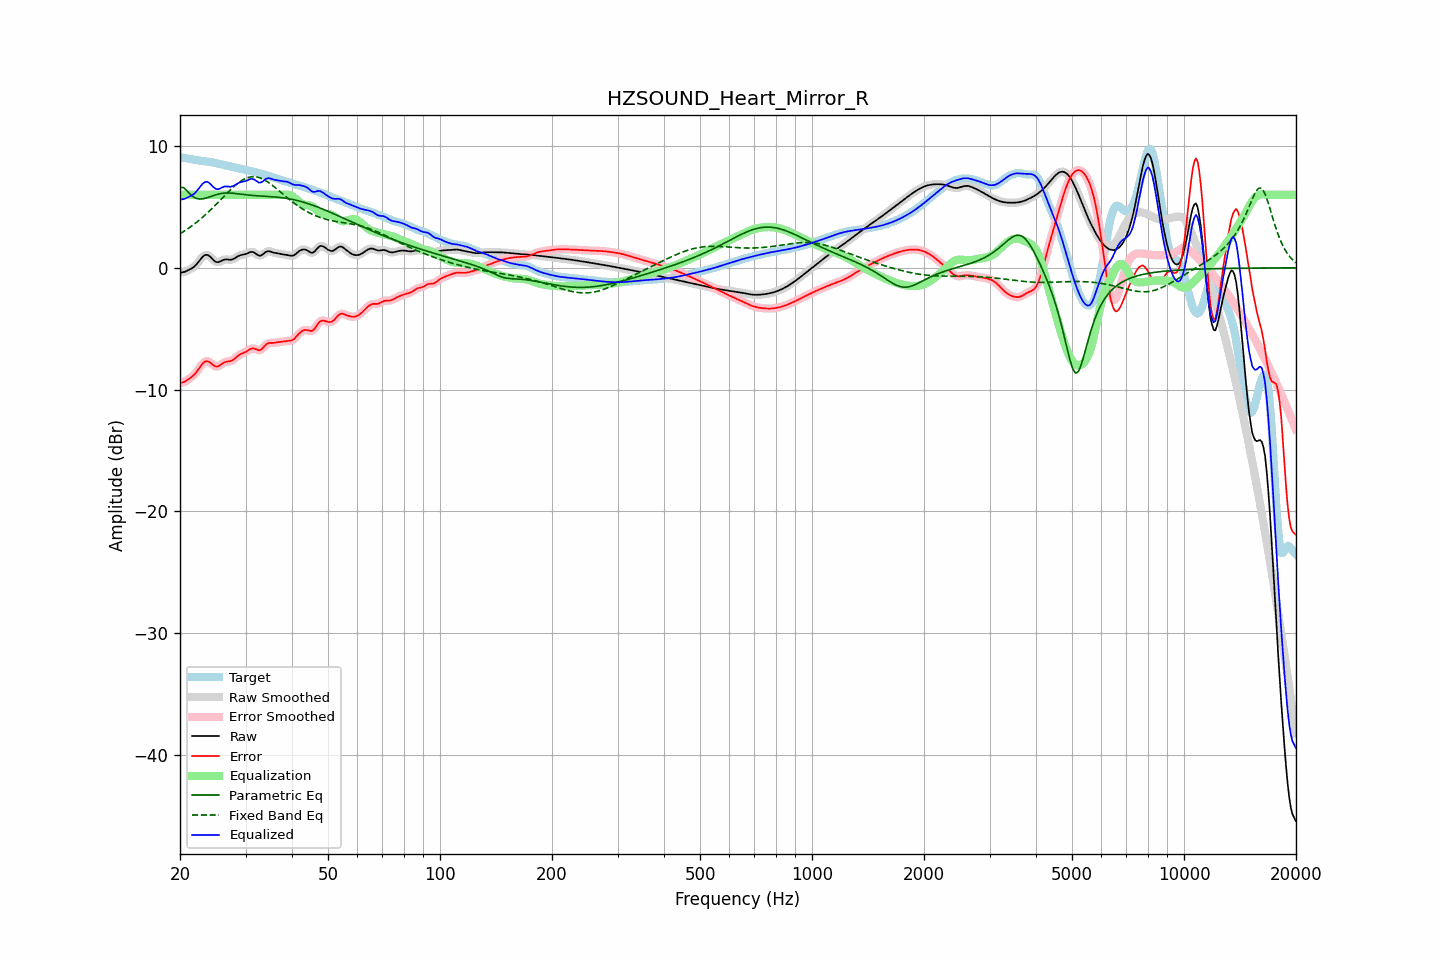 HZSOUND_Heart_Mirror_R
10
0
−10
−20
−30
−40
Amplitude (dBr)
Target
Raw Smoothed
Error Smoothed
Raw
Error
Equalization
Parametric Eq
Fixed Band Eq
Equalized
20 50 100 200 500 1000 2000 5000 10000 20000
Frequency (Hz)